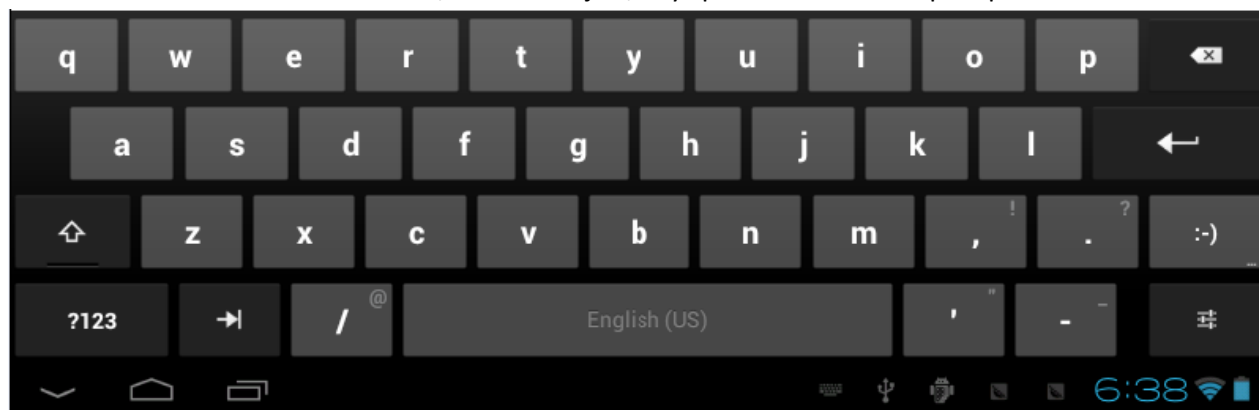 q w e r t y u i o p
a s d f g h j k l
! ?
z x c v b n m , . :-)
...
@ " _
?123 / English (US) ' -
6:38